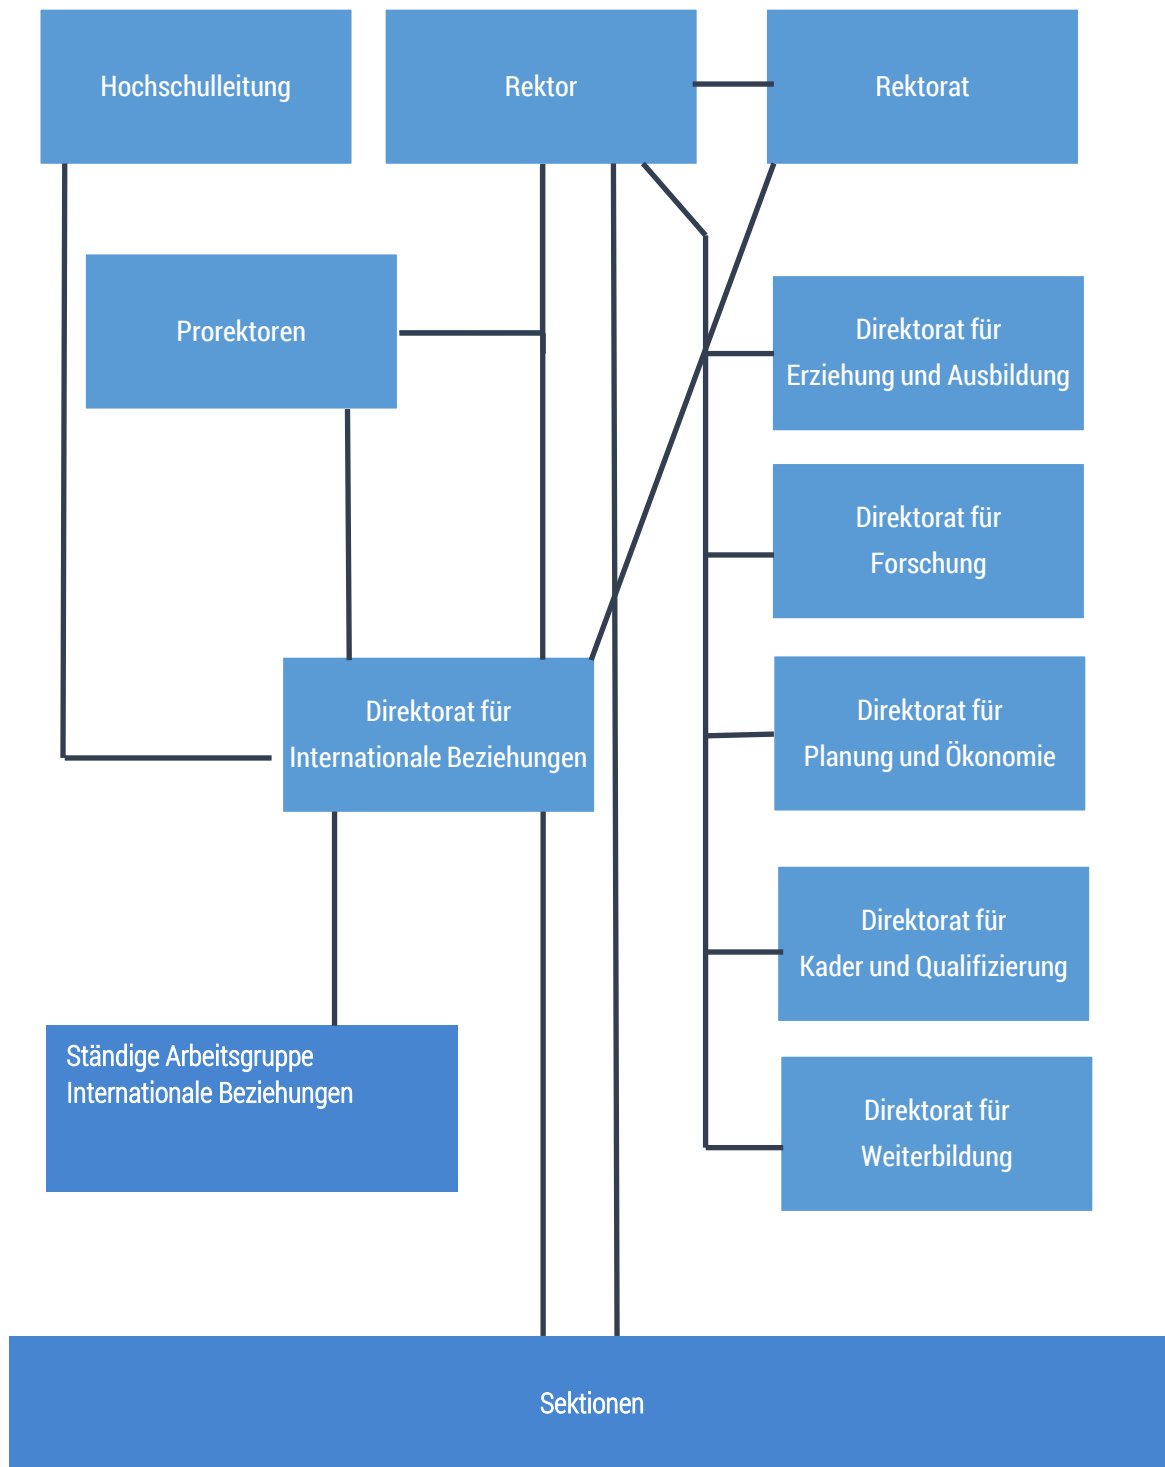 Hochschulleitung
Rektor
Rektorat
Prorektoren
Direktorat für
Erziehung und Ausbildung
Direktorat für
Forschung
Direktorat für
Internationale Beziehungen
Direktorat für
Planung und Ökonomie
Direktorat für
Kader und Qualifizierung
Ständige Arbeitsgruppe
Internationale Beziehungen
Direktorat für
Weiterbildung
Sektionen